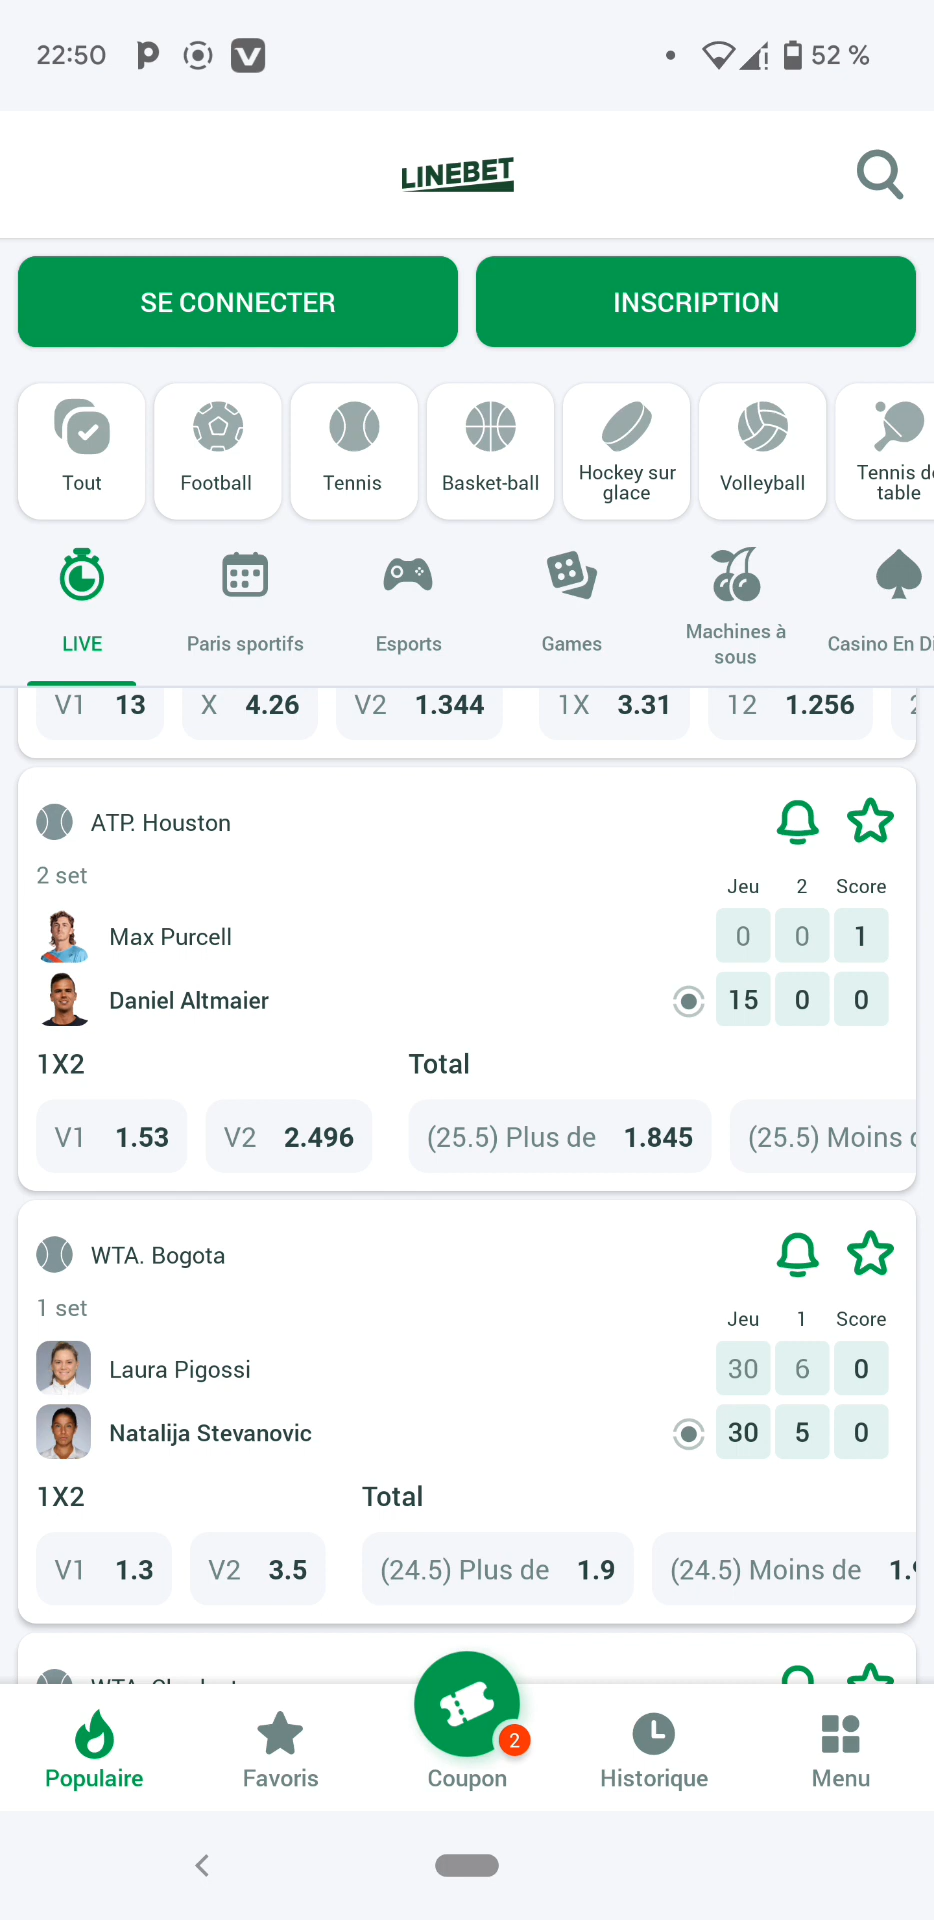 22:50 52 %
LINEBET
SE CONNECTER INSCRIPTION
Tout Football Tennis Basket-ball Hockey sur glace Volleyball Tennis de table
LIVE Paris sportifs Esports Games Machines à sous Casino En Di
V1 13 X 4.26 V2 1.344 1X 3.31 12 1.256
ATP. Houston
2 set
Jeu 2 Score
Max Purcell 0 0 1
Daniel Altmaier 15 0 0
1X2 Total
V1 1.53 V2 2.496 (25.5) Plus de 1.845 (25.5) Moins
WTA. Bogota
1 set
Jeu 1 Score
Laura Pigossi 30 6 0
Natalija Stevanovic 30 5 0
1X2 Total
V1 1.3 V2 3.5 (24.5) Plus de 1.9 (24.5) Moins de
2
Populaire Favoris Coupon Historique Menu